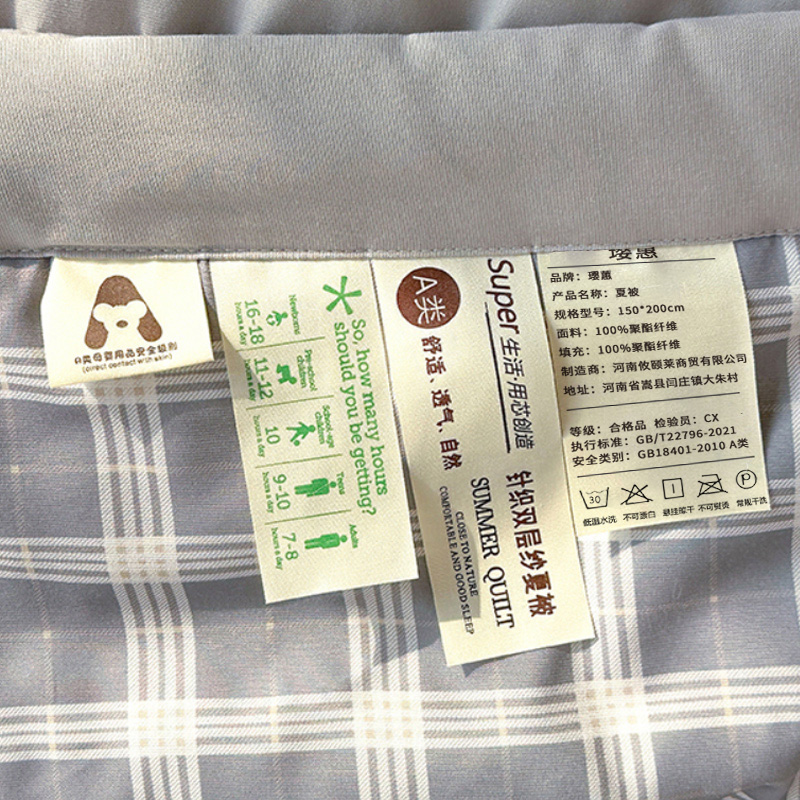 A类母婴用品安全级别
(direct contact with skin)
So, how many hours
should you be getting?
Newborns
16-18
hours a day
Pre-school
children
11-12
hours a day
School-age
children
10
hours a day
Teens
9-10
hours a day
Adults
7-8
hours a day
Super 生活·用芯创造
A类 舒适、透气、自然
针织双层纱夏被
SUMMER QUILT
CLOSE TO NATURE
COMFORTABLE AND GOOD SLEEP
璎惠
品牌：璎蕙
产品名称：夏被
规格型号：150*200cm
面料：100%聚酯纤维
填充：100%聚酯纤维
制造商：河南攸颐莱商贸有限公司
地址：河南省嵩县闫庄镇大朱村
等级：合格品 检验员：CX
执行标准：GB/T22796-2021
安全类别：GB18401-2010 A类
30 P
低温水洗 不可漂白 悬挂晾干 不可熨烫 常规干洗